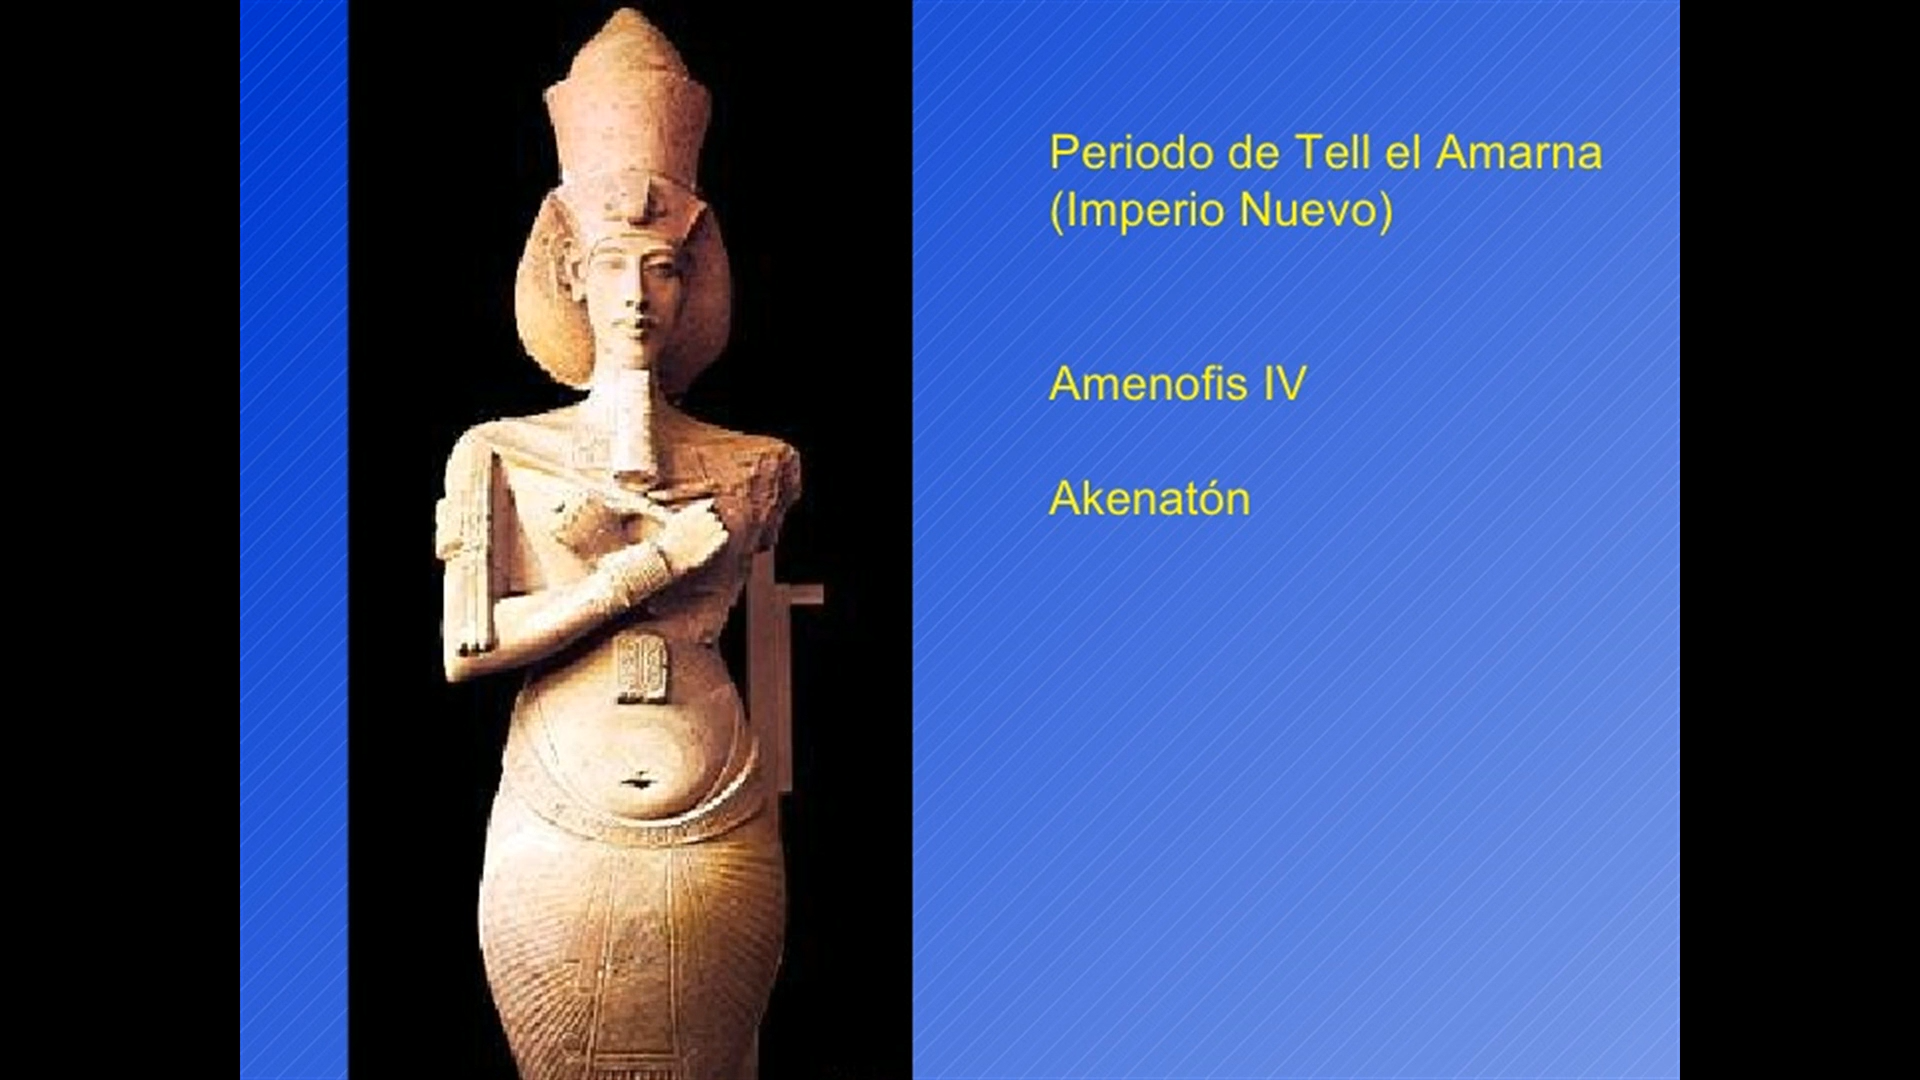 Periodo de Tell el Amarna
(Imperio Nuevo)
Amenofis IV
Akenatón